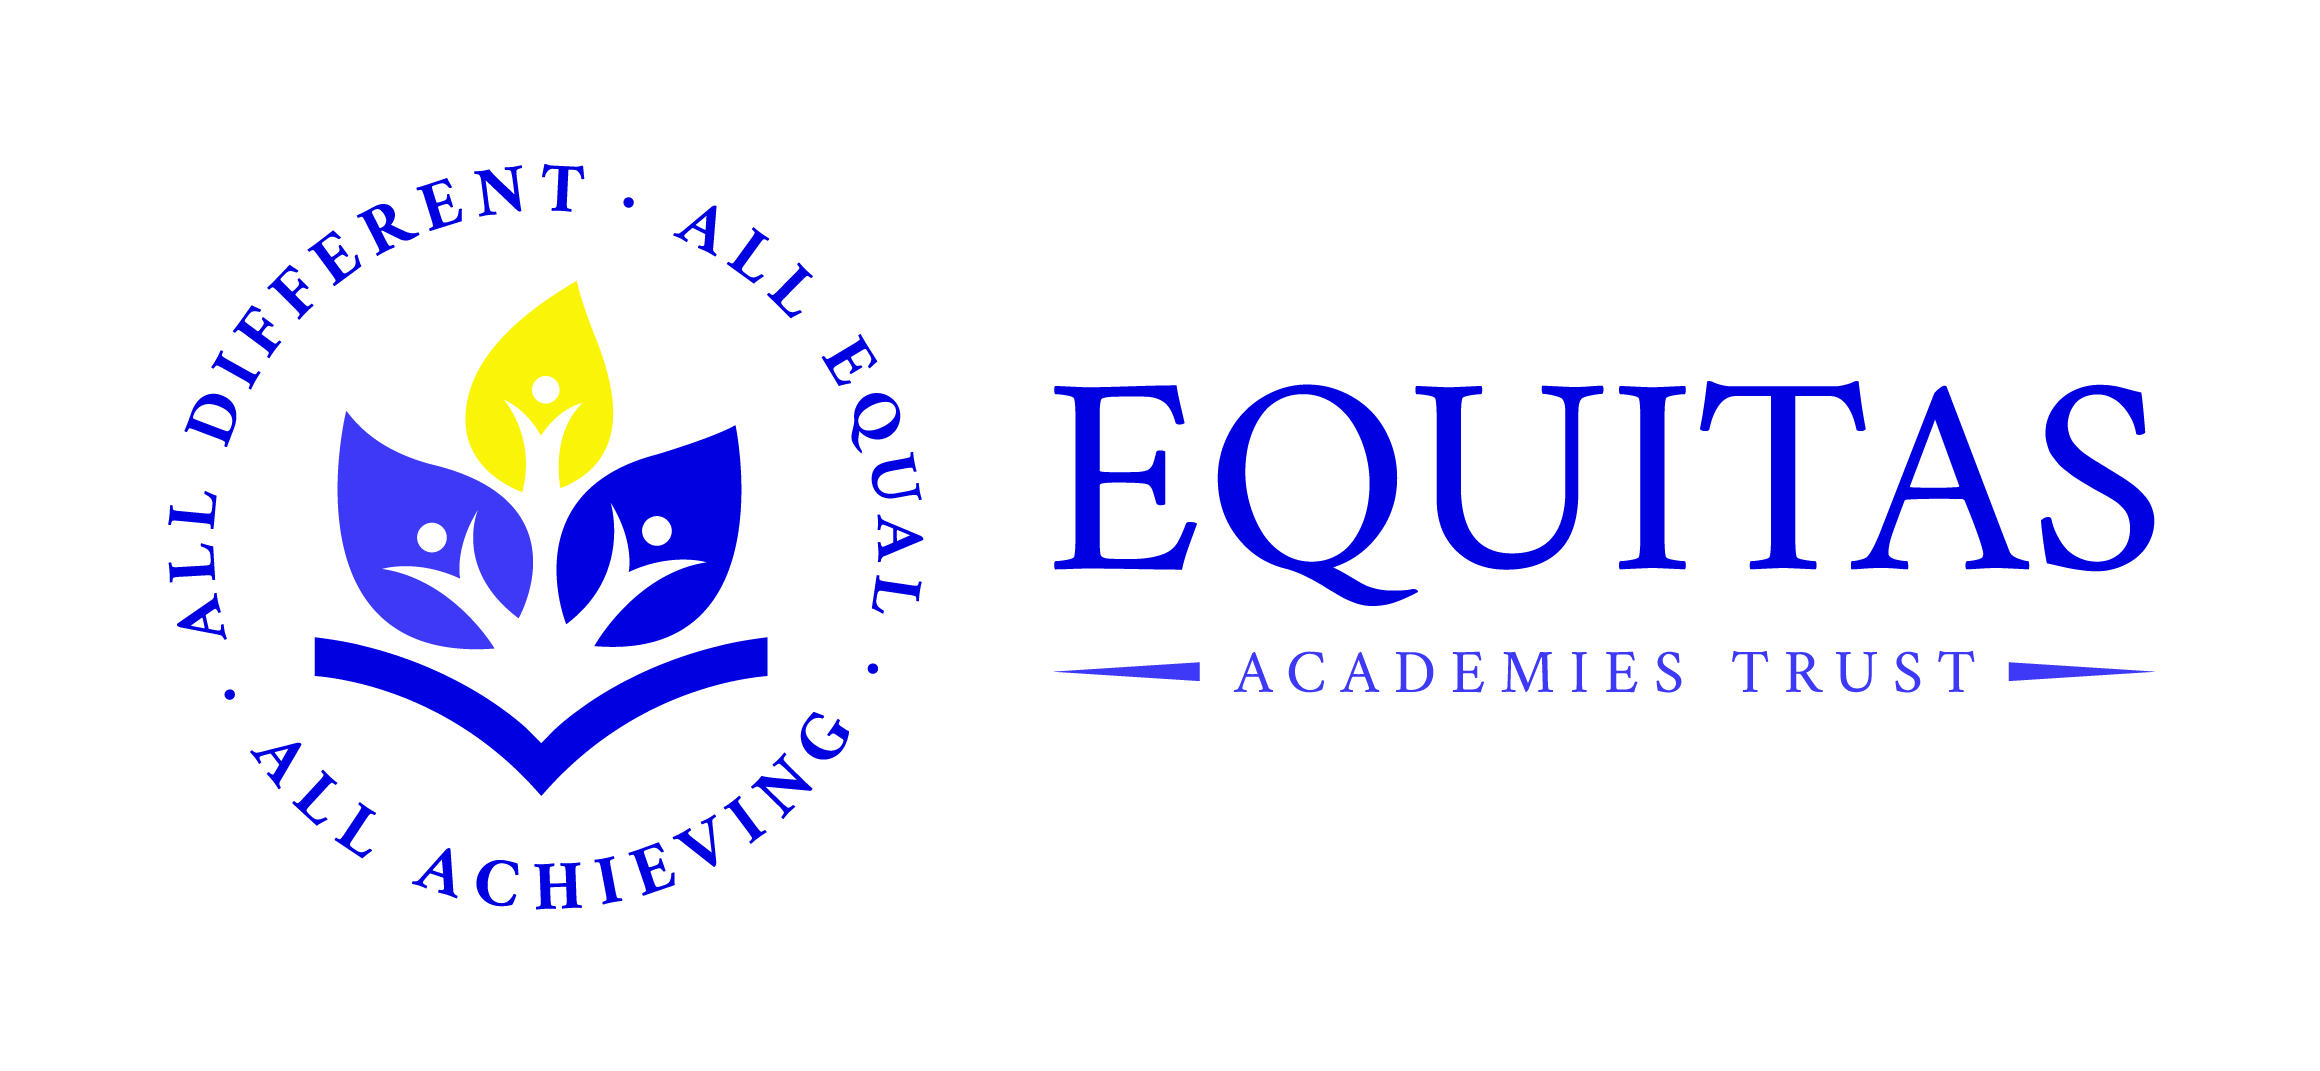 ALL DIFFERENT · ALL EQUAL · ALL ACHIEVING ·
EQUITAS
ACADEMIES TRUST